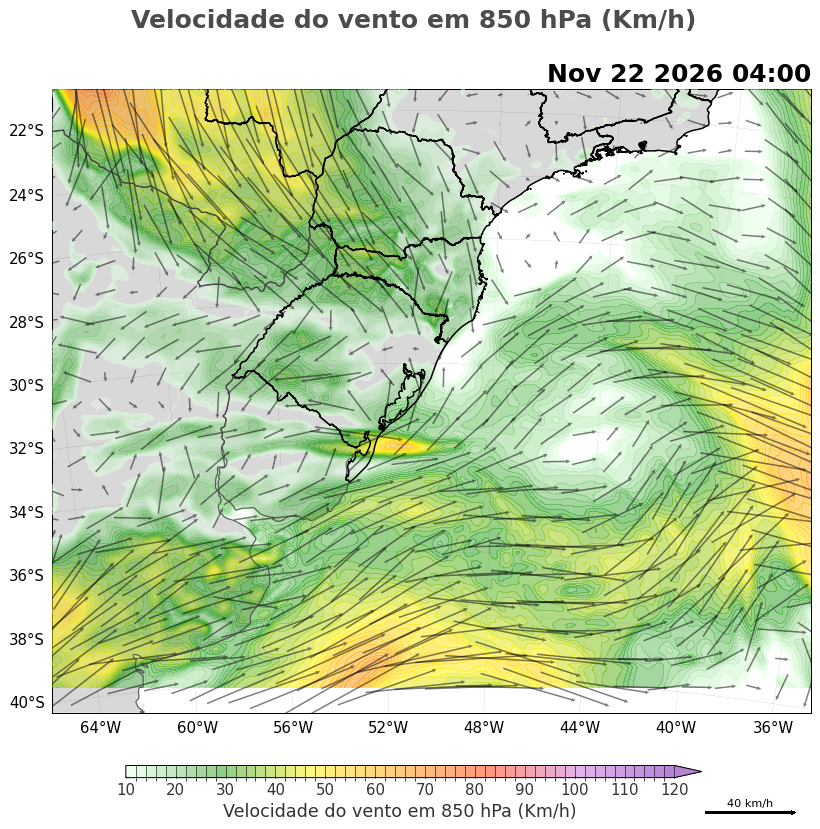 Velocidade do vento em 850 hPa (Km/h)
Nov 22 2026 04:00
22°S
24°S
26°S
28°S
30°S
32°S
34°S
36°S
38°S
40°S
64°W 60°W 56°W 52°W 48°W 44°W 40°W 36°W
10 20 30 40 50 60 70 80 90 100 110 120
Velocidade do vento em 850 hPa (Km/h)
40 km/h